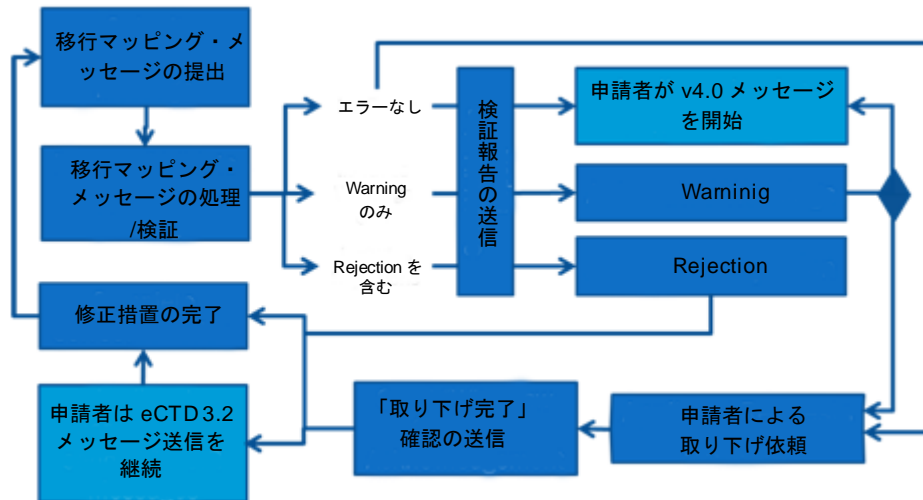 移行マッピング・メ
ッセージの提出
移行マッピング・
メッセージの処理
/検証
エラーなし
Warning
のみ
Rejection を
含む
検証報告の送信
申請者が v4.0 メッセージ
を開始
Warninig
Rejection
修正措置の完了
申請者は eCTD 3.2
メッセージ送信を
継続
「取り下げ完了」
確認の送信
申請者による
取り下げ依頼